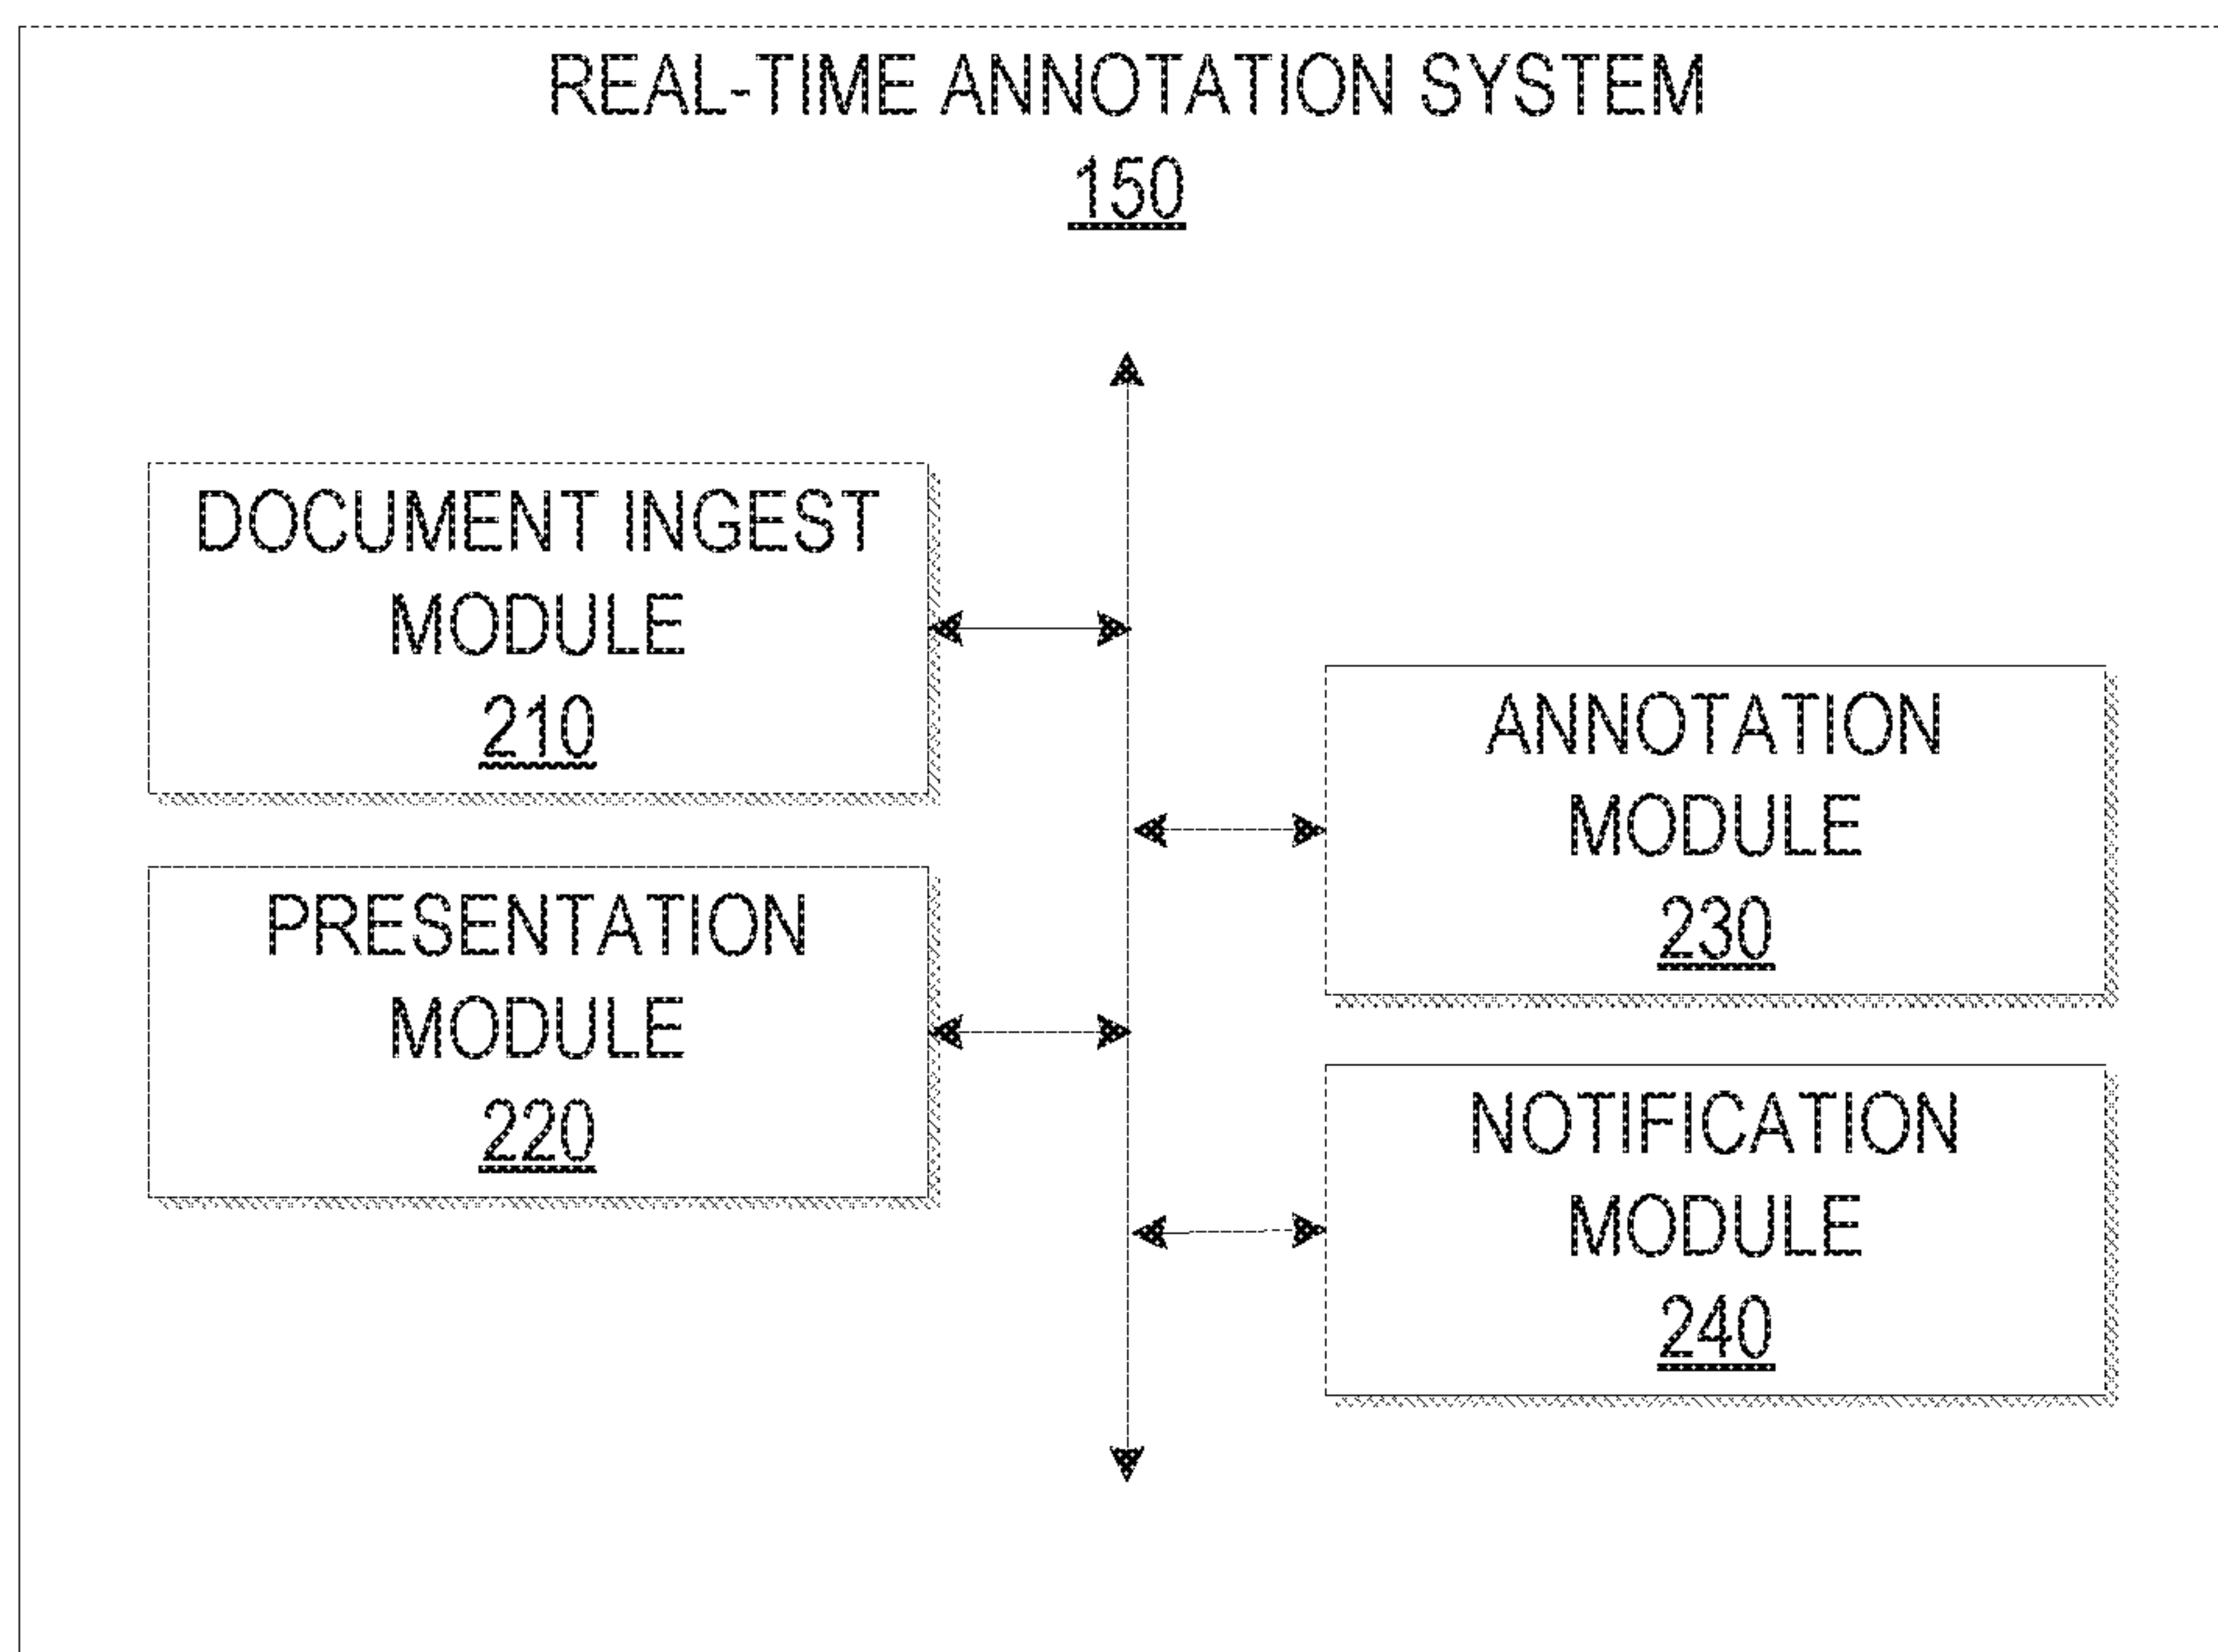 REAL-TIME ANNOTATION SYSTEM
150
DOCUMENT INGEST
MODULE
210
PRESENTATION
MODULE
220
ANNOTATION
MODULE
230
NOTIFICATION
MODULE
240